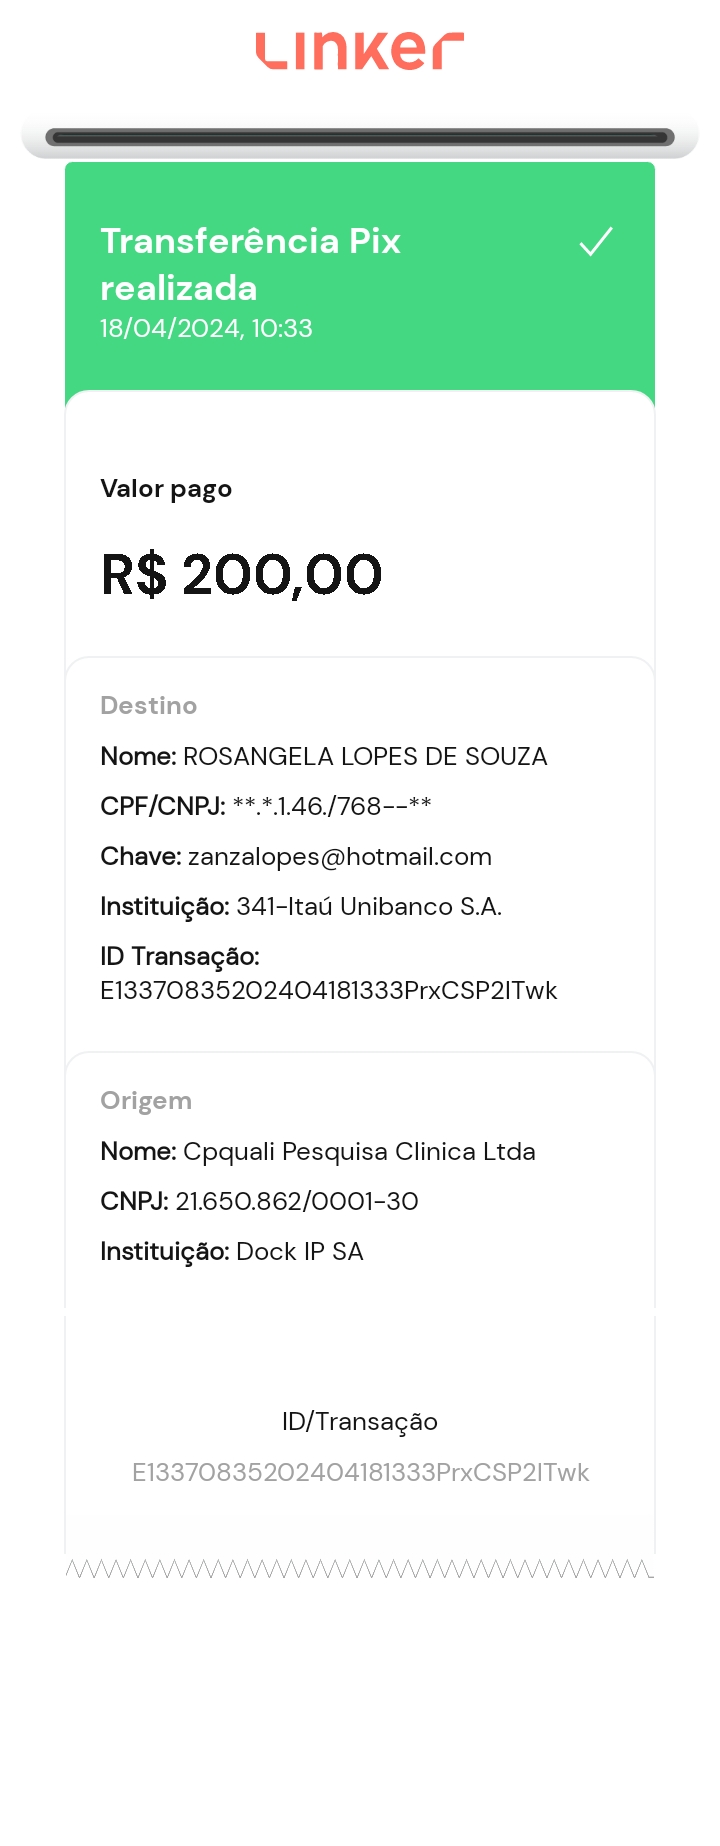 Linker
Transferência Pix
realizada
18/04/2024, 10:33
Valor pago
R$ 200,00
Destino
Nome: ROSANGELA LOPES DE SOUZA
CPF/CNPJ: **.*.1.46./768--**
Chave: zanzalopes@hotmail.com
Instituição: 341-Itaú Unibanco S.A.
ID Transação:
E13370835202404181333PrxCSP2ITwk
Origem
Nome: Cpquali Pesquisa Clinica Ltda
CNPJ: 21.650.862/0001-30
Instituição: Dock IP SA
ID/Transação
E13370835202404181333PrxCSP2ITwk